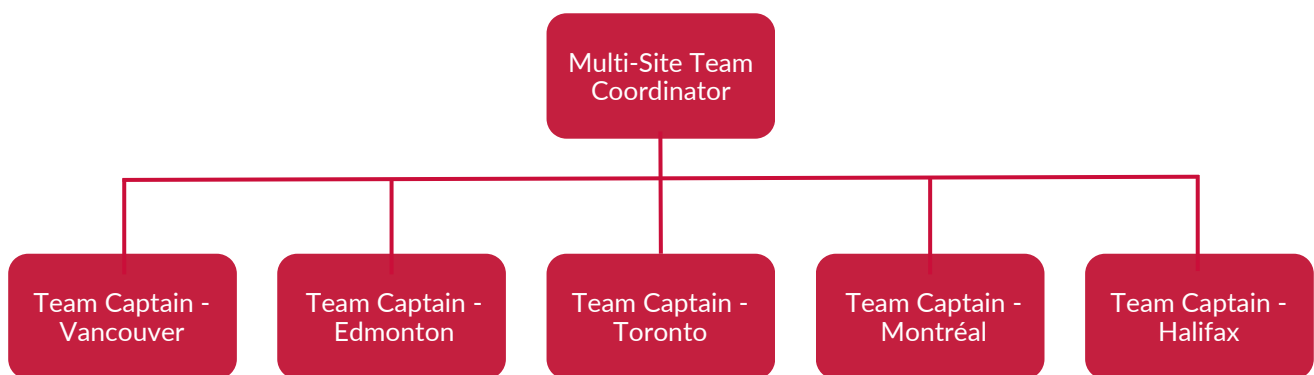 Multi-Site Team
Coordinator
Team Captain -
Vancouver
Team Captain -
Edmonton
Team Captain -
Toronto
Team Captain -
Montréal
Team Captain -
Halifax